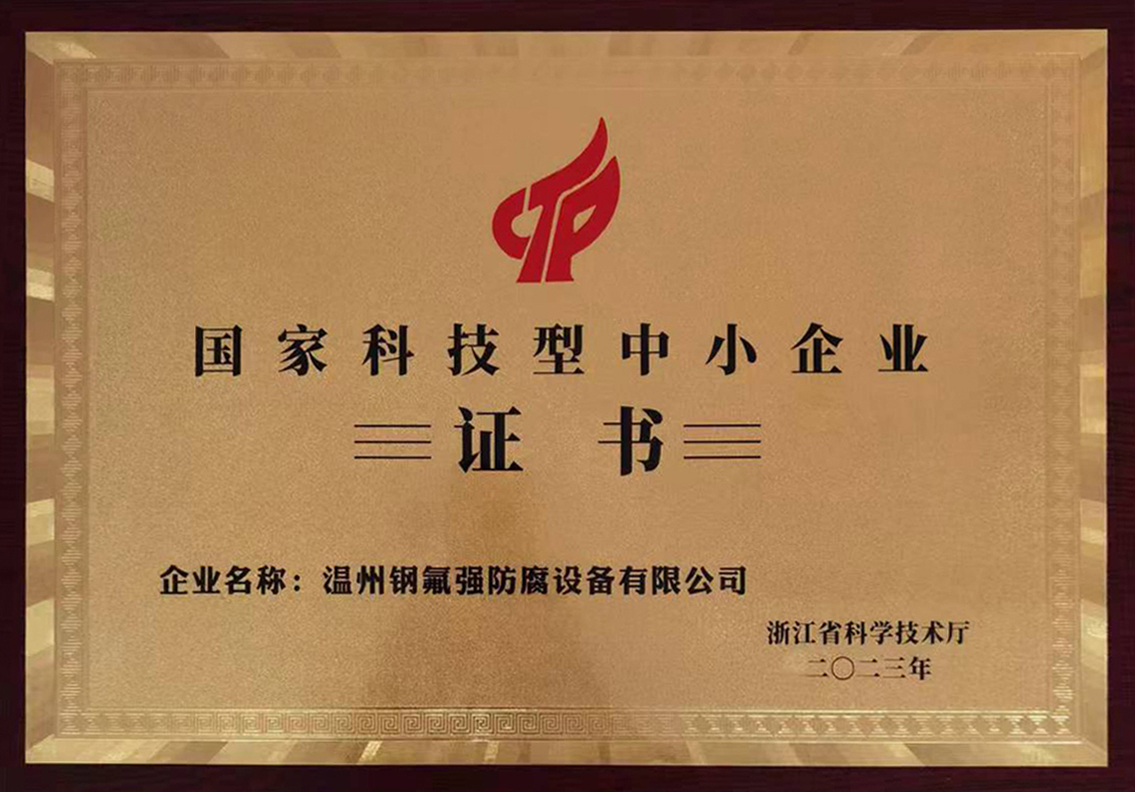 CTP
国家科技型中小企业
证书
企业名称：温州钢氟强防腐设备有限公司
浙江省科学技术厅
二〇二三年